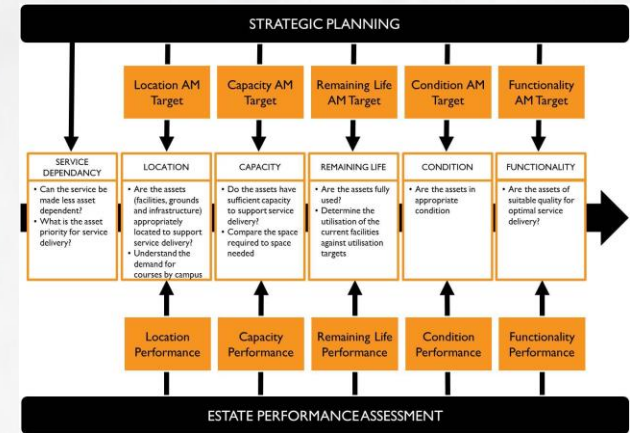 STRATEGIC PLANNING
Location AM
Target
Capacity AM
Target
Remaining Life
AM Target
Condition AM
Target
Functionality
AM Target
SERVICE
DEPENDANCY
• Can the service be
made less asset
dependent?
• What is the asset
priority for service
delivery?
LOCATION
• Are the assets
(facilities, grounds
and infrastructure)
appropriately
located to support
service delivery?
• Understand the
demand for
courses by campus
CAPACITY
• Do the assets have
sufficient capacity
to support service
delivery?
• Compare the space
required to space
needed
REMAINING LIFE
• Are the assets fully
used?
• Determine the
utilisation of the
current facilities
against utilisation
targets
CONDITION
• Are the assets in
appropriate
condition
FUNCTIONALITY
• Are the assets of
suitable quality for
optimal service
delivery?
Location
Performance
Capacity
Performance
Remaining Life
Performance
Condition
Performance
Functionality
Performance
ESTATE PERFORMANCE ASSESSMENT